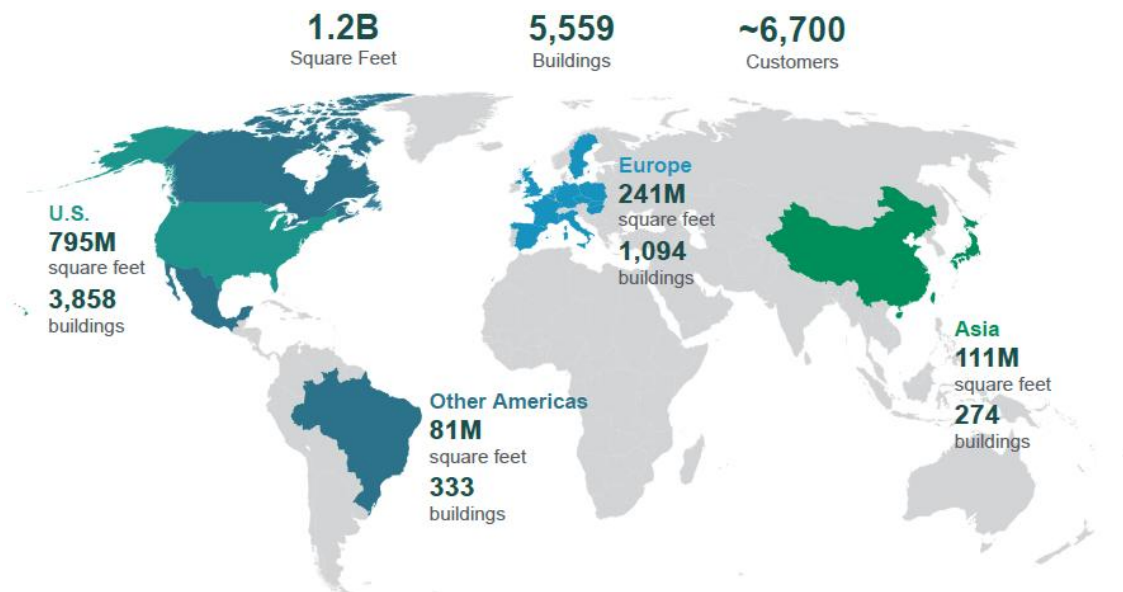 1.2B
Square Feet
5,559
Buildings
~6,700
Customers
U.S.
795M
square feet
3,858
buildings
Europe
241M
square feet
1,094
buildings
Other Americas
81M
square feet
333
buildings
Asia
111M
square feet
274
buildings